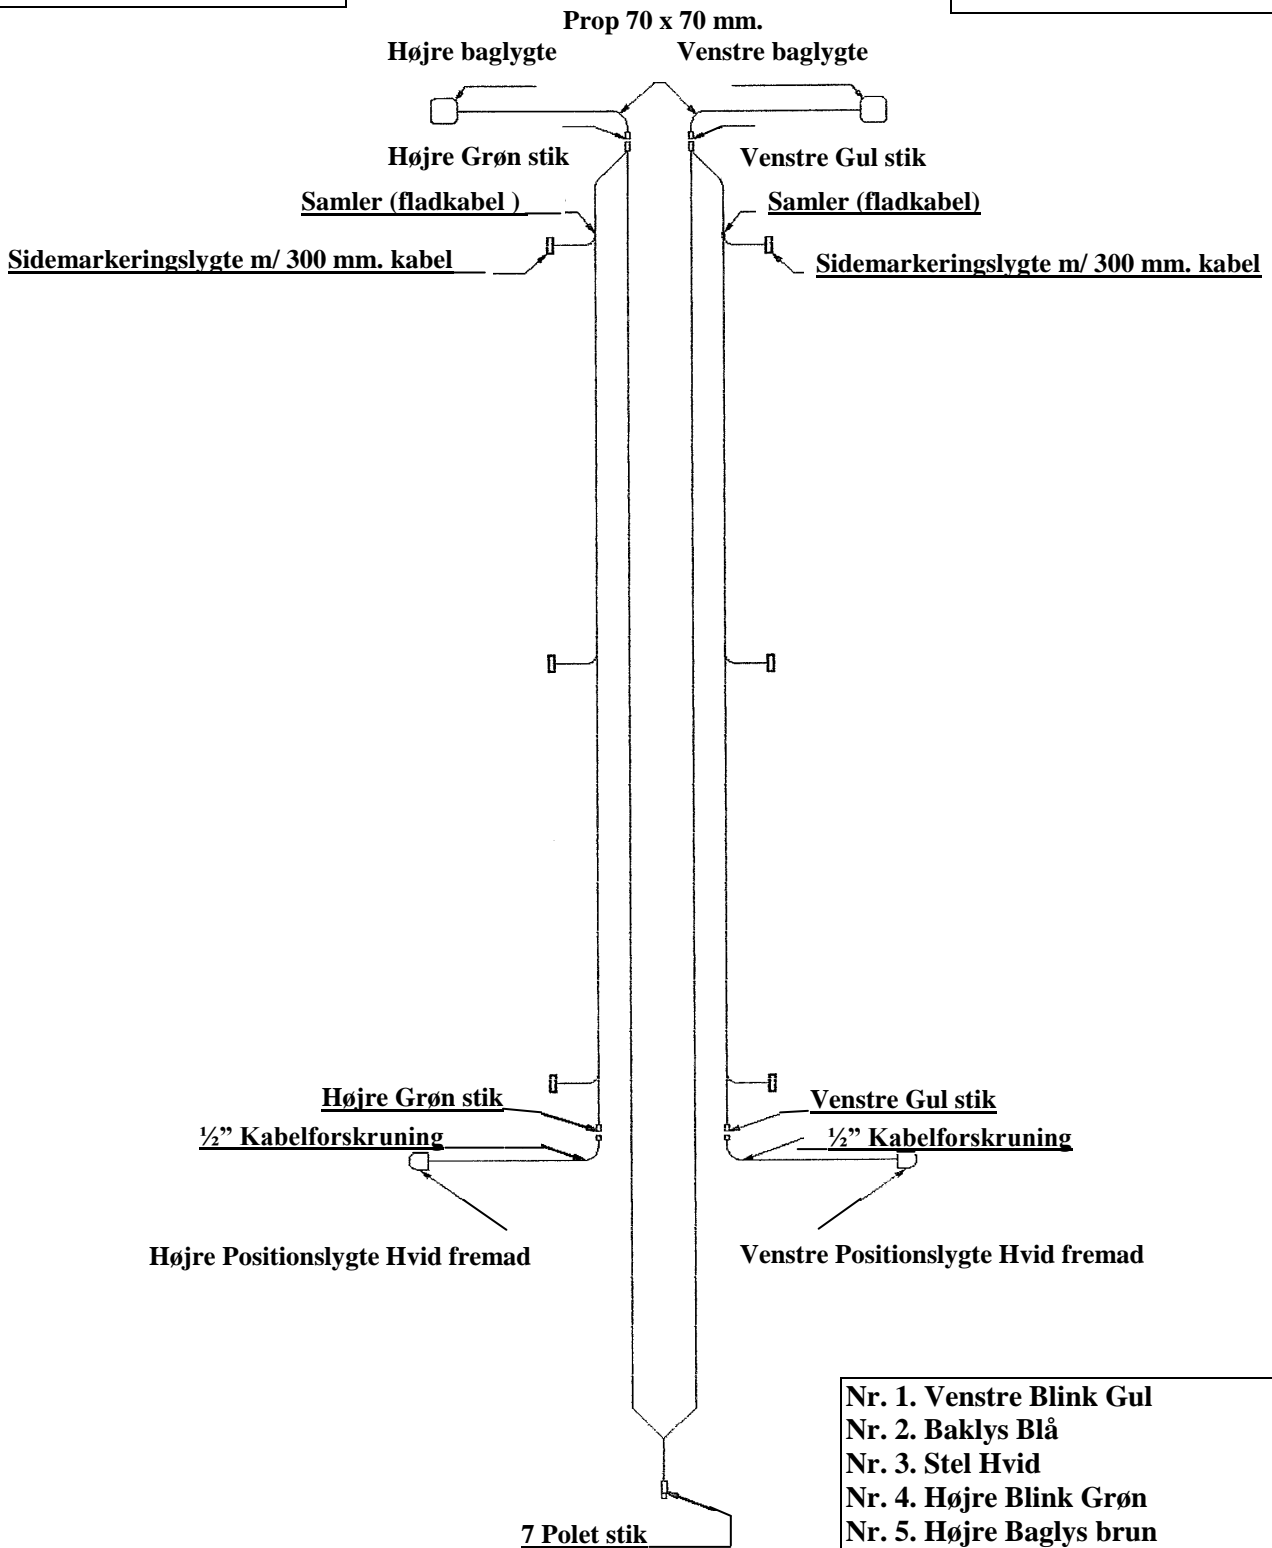 Prop 70 x 70 mm.
Højre baglygte
Venstre baglygte
Højre Grøn stik
Venstre Gul stik
Samler (fladkabel )
Samler (fladkabel)
Sidemarkeringslygte m/ 300 mm. kabel
Sidemarkeringslygte m/ 300 mm. kabel
Højre Grøn stik
Venstre Gul stik
½” Kabelforskruning
½” Kabelforskruning
Højre Positionslygte Hvid fremad
Venstre Positionslygte Hvid fremad
Nr. 1. Venstre Blink Gul
Nr. 2. Baklys Blå
Nr. 3. Stel Hvid
Nr. 4. Højre Blink Grøn
Nr. 5. Højre Baglys brun
7 Polet stik